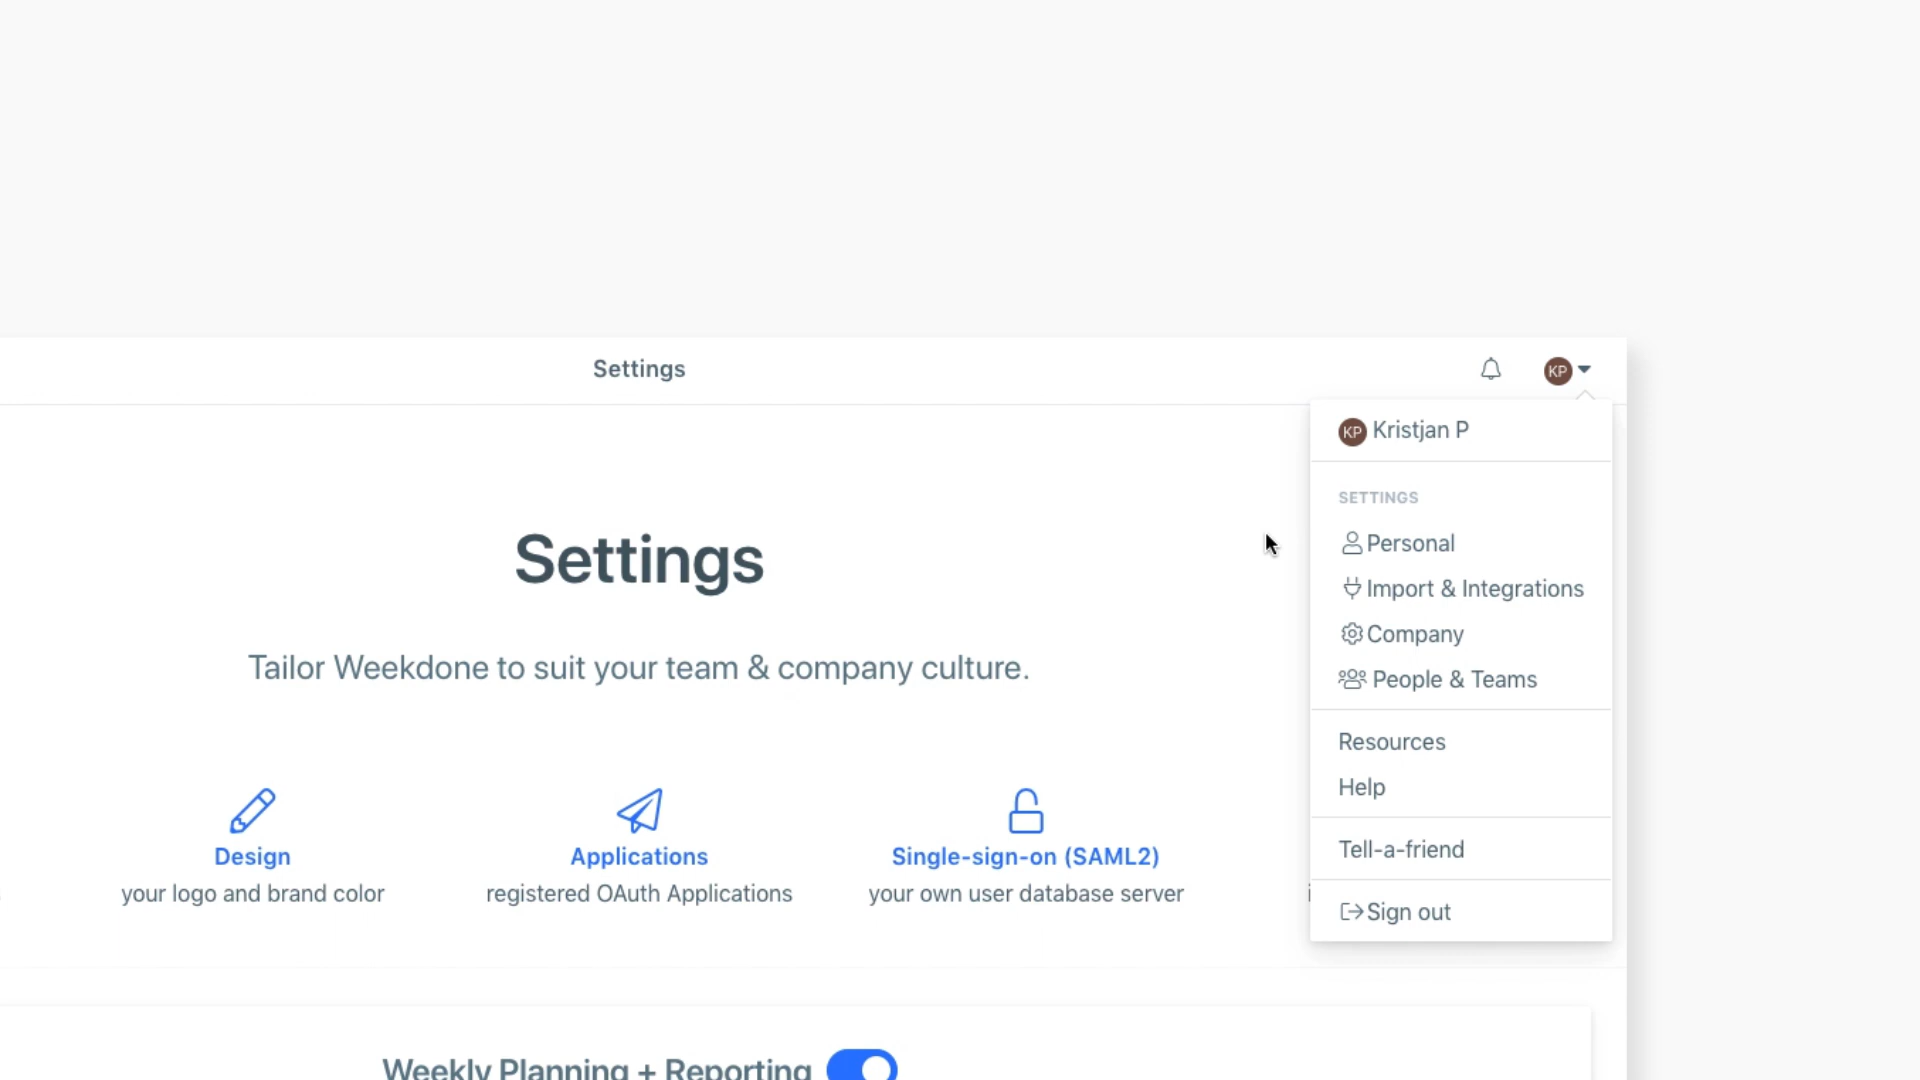 Settings
KP
KP Kristjan P
SETTINGS
Personal
Import & Integrations
Company
People & Teams
Resources
Help
Tell-a-friend
Sign out
Settings
Tailor Weekdone to suit your team & company culture.
Design
your logo and brand color
Applications
registered OAuth Applications
Single-sign-on (SAML2)
your own user database server
Weekly Planning + Reporting